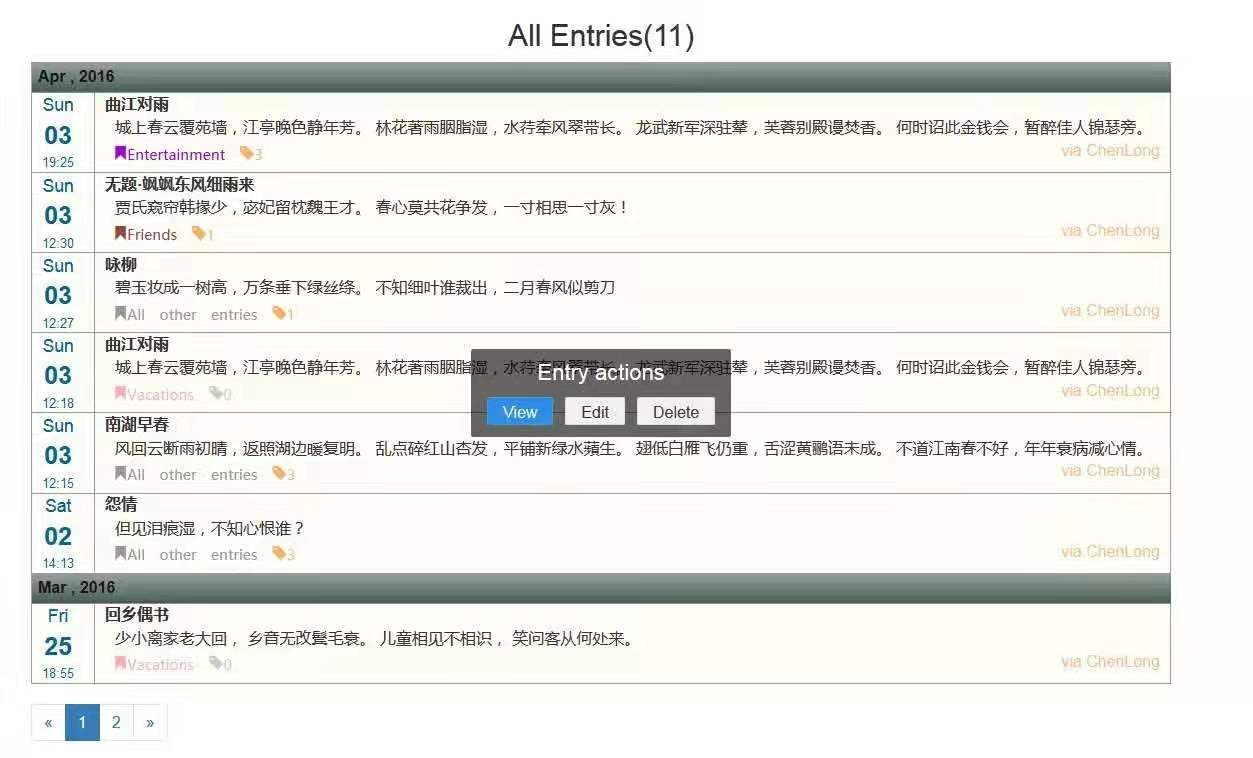 All Entries(11)
Apr , 2016
Sun
03
19:25
曲江对雨
城上春云覆苑墙，江亭晚色静年芳。 林花著雨胭脂湿，水荇牵风翠带长。 龙武新军深驻辇，芙蓉别殿谩焚香。 何时诏此金钱会，暂醉佳人锦瑟旁。
Entertainment 3
via ChenLong
Sun
03
12:30
无题·飒飒东风细雨来
贾氏窥帘韩掾少，宓妃留枕魏王才。 春心莫共花争发，一寸相思一寸灰！
Friends 1
via ChenLong
Sun
03
12:27
咏柳
碧玉妆成一树高，万条垂下绿丝绦。 不知细叶谁裁出，二月春风似剪刀
All other entries 1
via ChenLong
Sun
03
12:18
曲江对雨
城上春云覆苑墙，江亭晚色静年芳。 林花著雨胭脂湿，水荇牵风翠带长。 龙武新军深驻辇，芙蓉别殿谩焚香。 何时诏此金钱会，暂醉佳人锦瑟旁。
Vacations 0
via ChenLong
Entry actions
View Edit Delete
Sun
03
12:15
南湖早春
风回云断雨初晴，返照湖边暖复明。 乱点碎红山杏发，平铺新绿水蘋生。 翅低白雁飞仍重，舌涩黄鹂语未成。 不道江南春不好，年年衰病减心情。
All other entries 3
via ChenLong
Sat
02
14:13
怨情
但见泪痕湿，不知心恨谁？
All other entries 3
via ChenLong
Mar , 2016
Fri
25
18:55
回乡偶书
少小离家老大回， 乡音无改鬓毛衰。 儿童相见不相识， 笑问客从何处来。
Vacations 0
via ChenLong
« 1 2 »